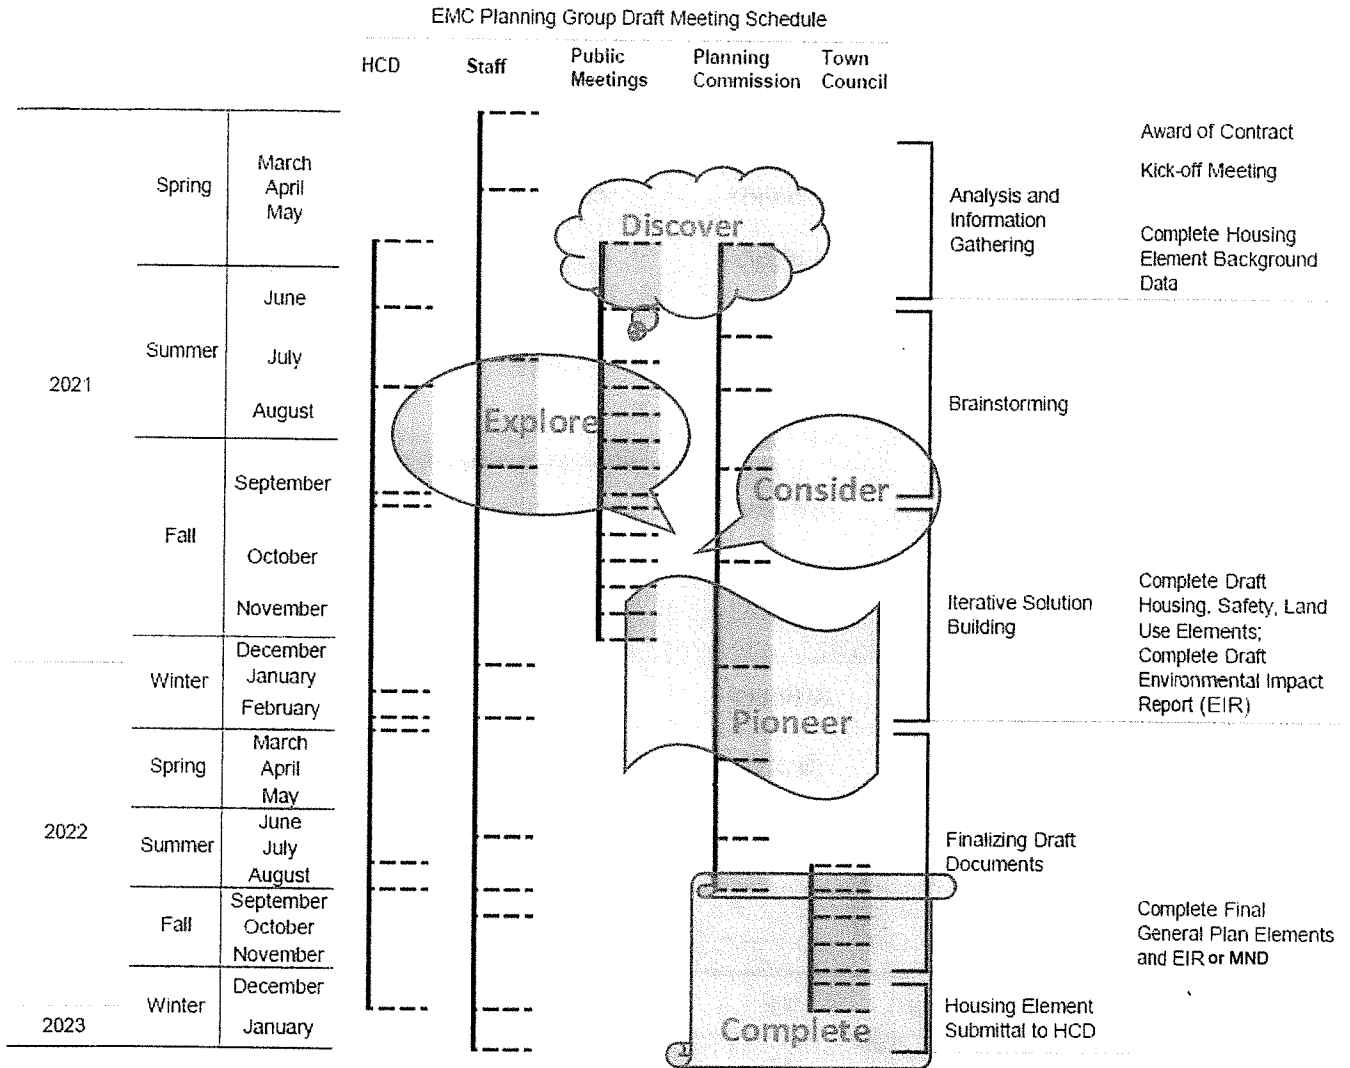 EMC Planning Group Draft Meeting Schedule
HCD
Staff
Public
Meetings
Planning
Commission
Town
Council
2021
Spring
March
April
May
Summer
June
July
August
Fall
September
October
November
Winter
December
January
February
2022
Spring
March
April
May
Summer
June
July
August
Fall
September
October
November
Winter
December
2023
January
Discover
Explore
Consider
Pioneer
Complete
Analysis and
Information
Gathering
Brainstorming
Iterative Solution
Building
Finalizing Draft
Documents
Housing Element
Submittal to HCD
Award of Contract
Kick-off Meeting
Complete Housing
Element Background
Data
Complete Draft
Housing, Safety, Land
Use Elements;
Complete Draft
Environmental Impact
Report (EIR)
Complete Final
General Plan Elements
and EIR or MND